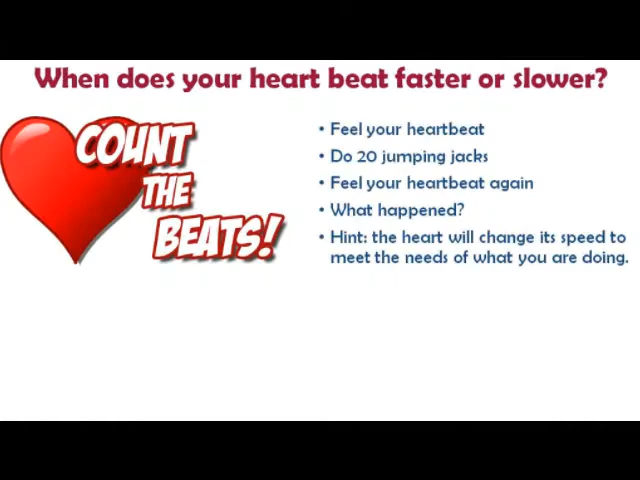 When does your heart beat faster or slower?
COUNT
THE
BEATS!
• Feel your heartbeat
• Do 20 jumping jacks
• Feel your heartbeat again
• What happened?
• Hint: the heart will change its speed to
meet the needs of what you are doing.